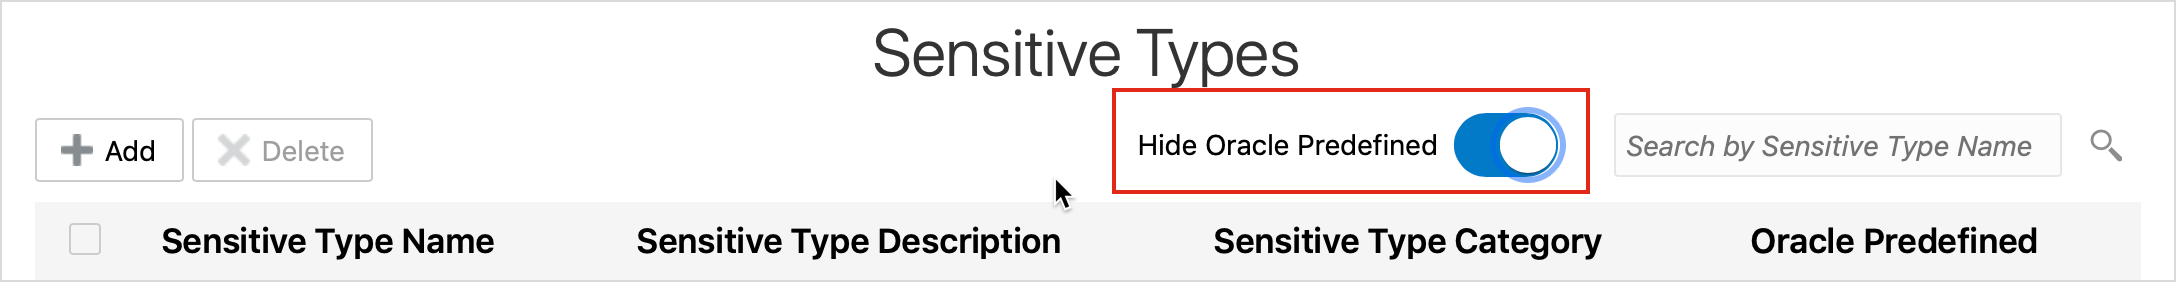 Sensitive Types
Add Delete Hide Oracle Predefined Search by Sensitive Type Name
Sensitive Type Name Sensitive Type Description Sensitive Type Category Oracle Predefined